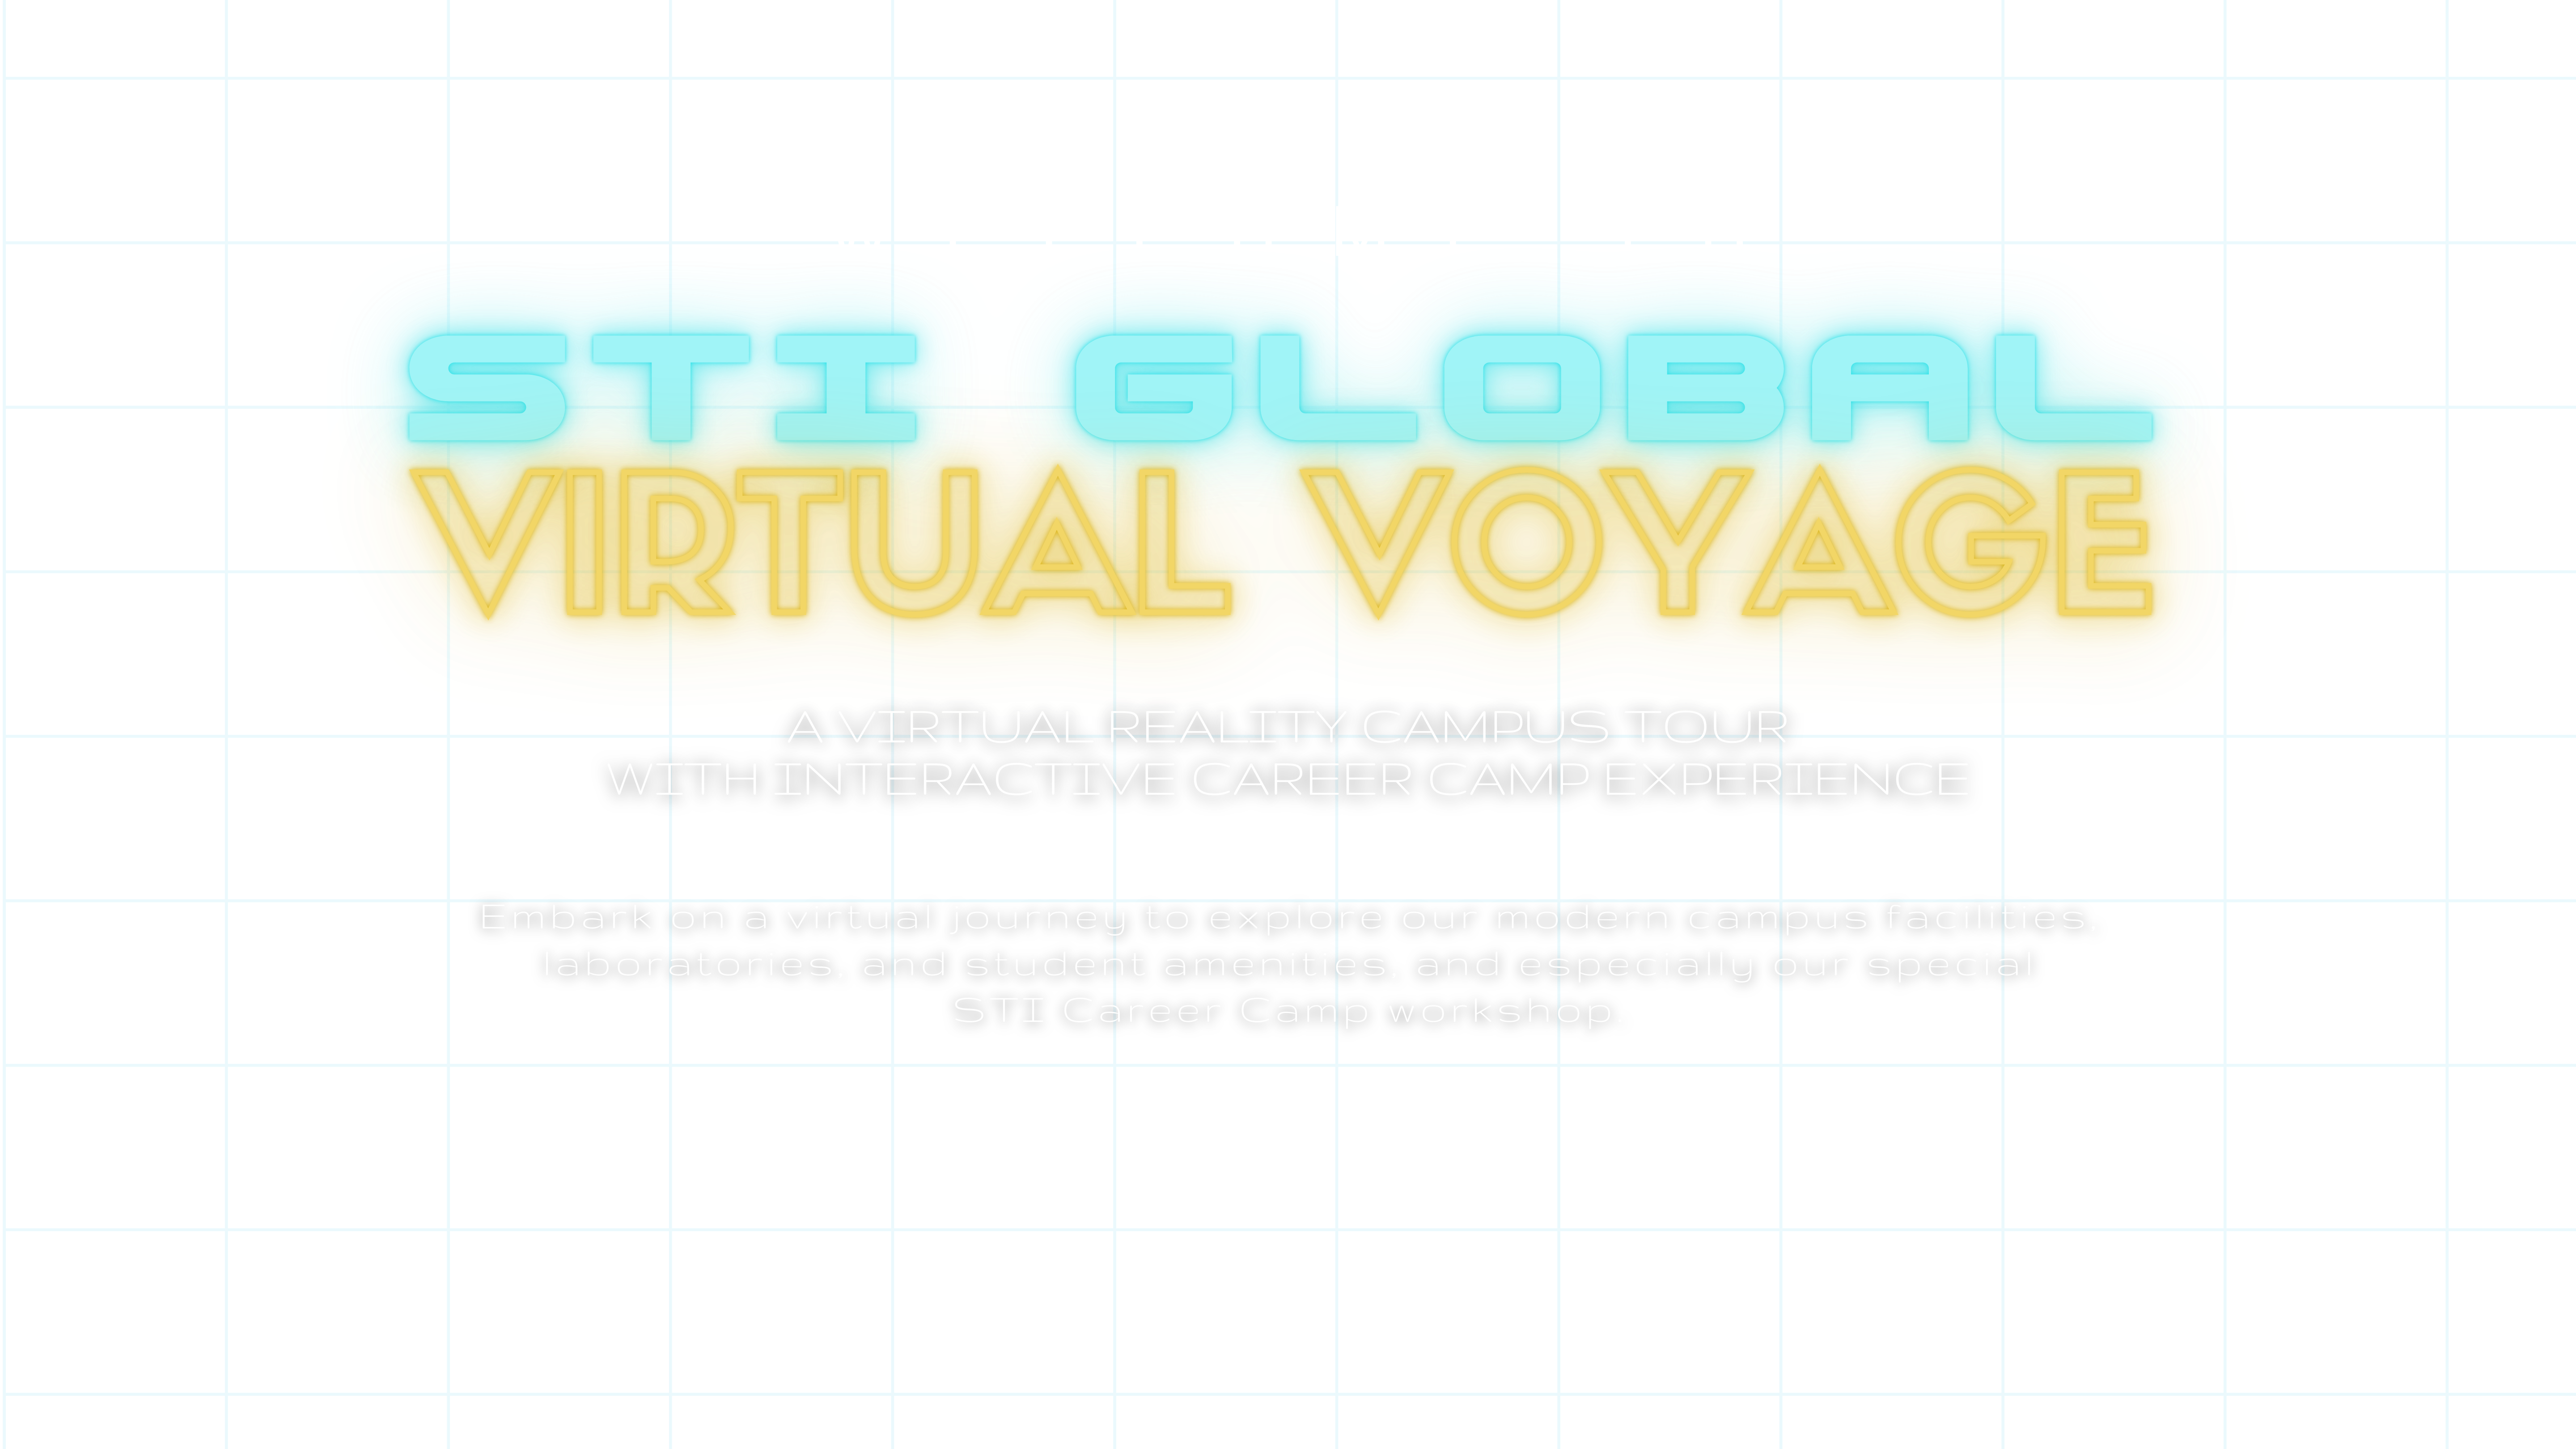 STI GLOBAL
VIRTUAL VOYAGE
A VIRTUAL REALITY CAMPUS TOUR
WITH INTERACTIVE CAREER CAMP EXPERIENCE
Embark on a virtual journey to explore our modern campus facilities,
laboratories, and student amenities, and especially our special
STI Career Camp workshop.